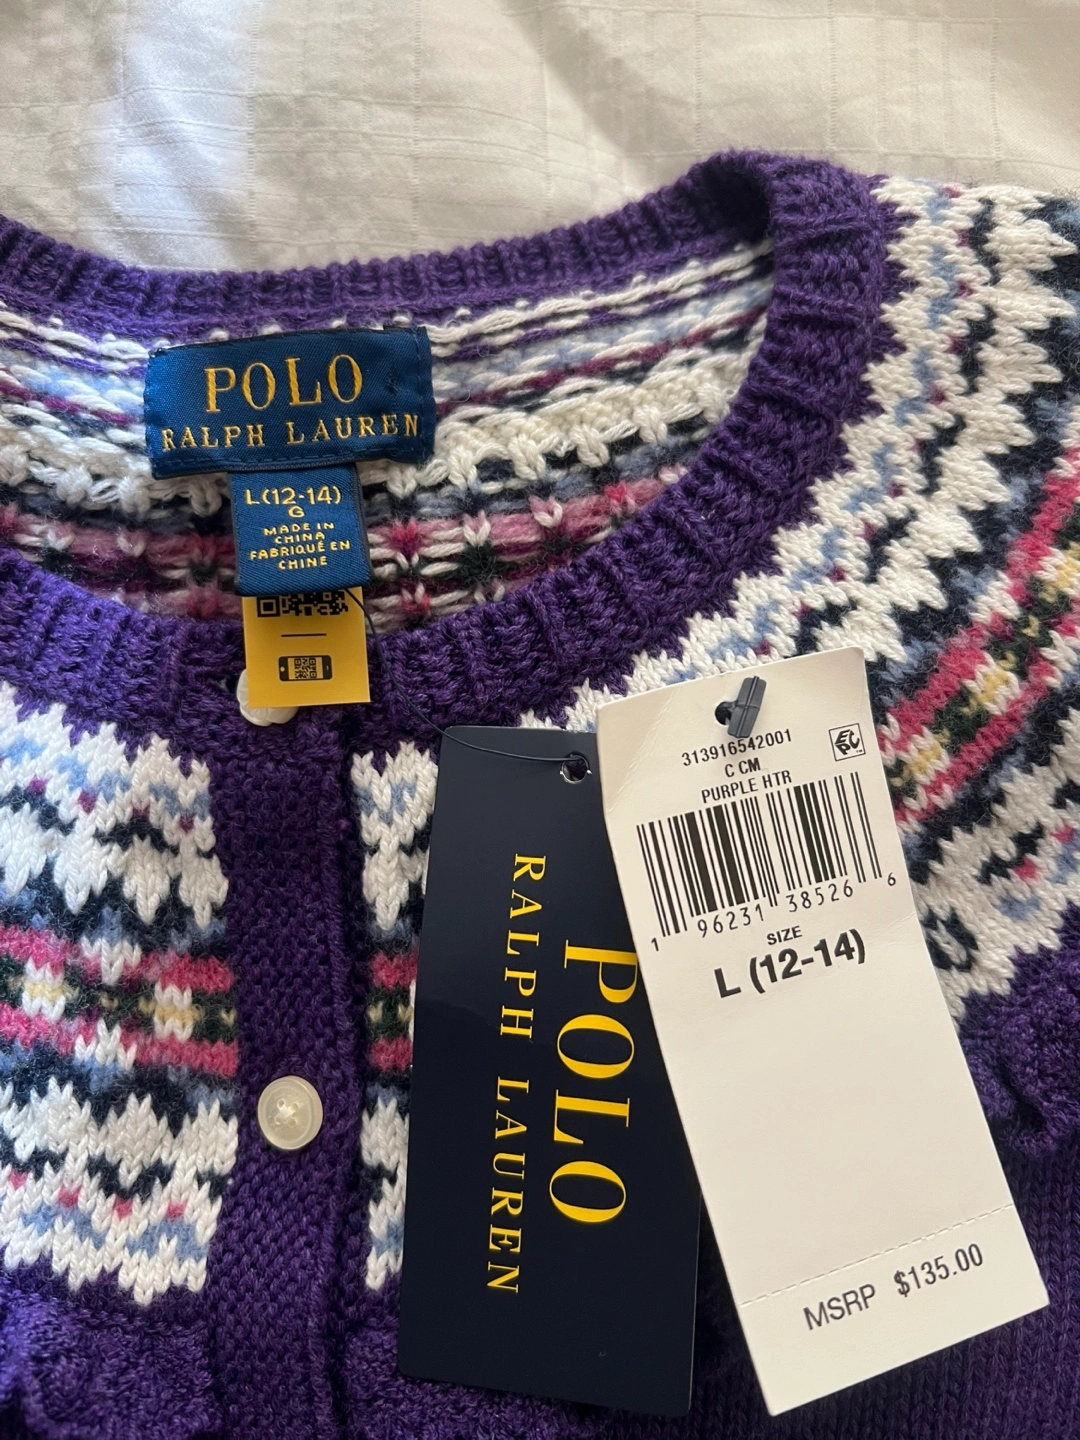 POLO
RALPH LAUREN
L(12-14)
G
MADE IN
CHINA
FABRIQUÉ EN
CHINE
POLO
RALPH LAUREN
313916542001
C CM
PURPLE HTR
1 96231 38526 6
SIZE
L (12-14)
MSRP $135.00